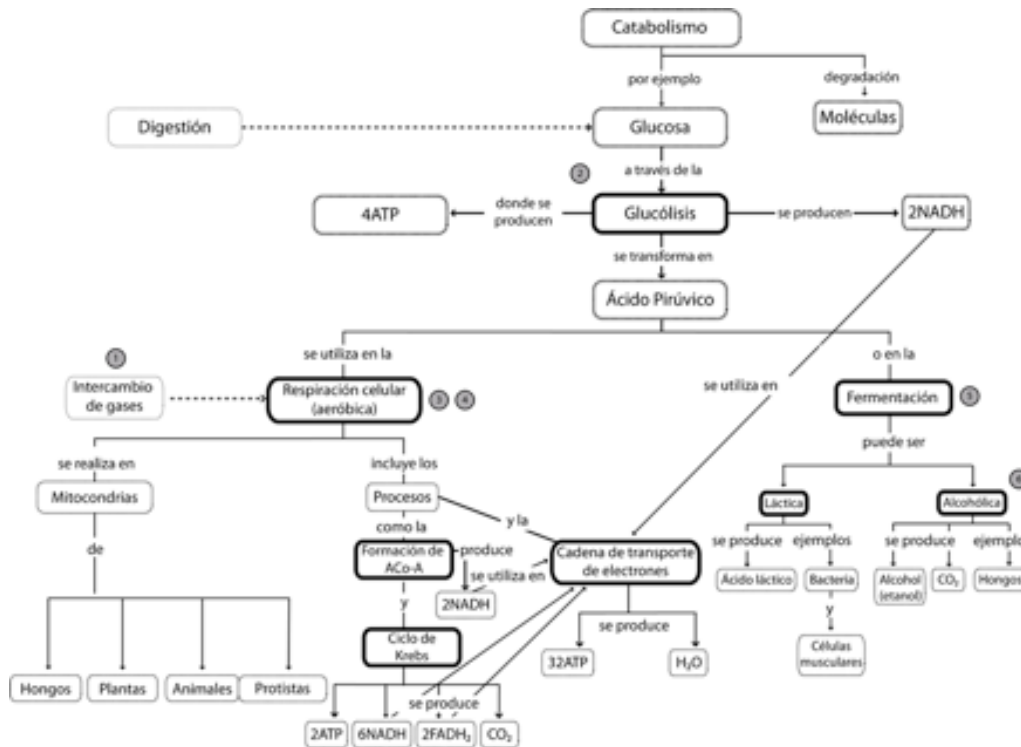 Catabolismo
por ejemplo
degradación
Digestión
Glucosa
Moléculas
2
a través de la
4ATP
donde se
producen
Glucólisis
se producen
2NADH
se transforma en
Ácido Pirúvico
1
se utiliza en la
o en la
Intercambio
de gases
Respiración celular
(aeróbica)
3
4
se utiliza en
Fermentación
5
puede ser
se realiza en
incluye los
Mitocondrias
Procesos
Láctica
Alcohólica
6
de
como la
y la
se produce
ejemplos
se produce
ejemplo
Formación de
ACo-A
produce
se utiliza en
Cadena de transporte
de electrones
Ácido láctico
Bacteria
Alcohol
(etanol)
CO₂
Hongos
y
2NADH
y
Ciclo de
Krebs
se produce
Células
musculares
32ATP
H₂O
Hongos
Plantas
Animales
Protistas
se produce
2ATP
6NADH
2FADH₂
CO₂